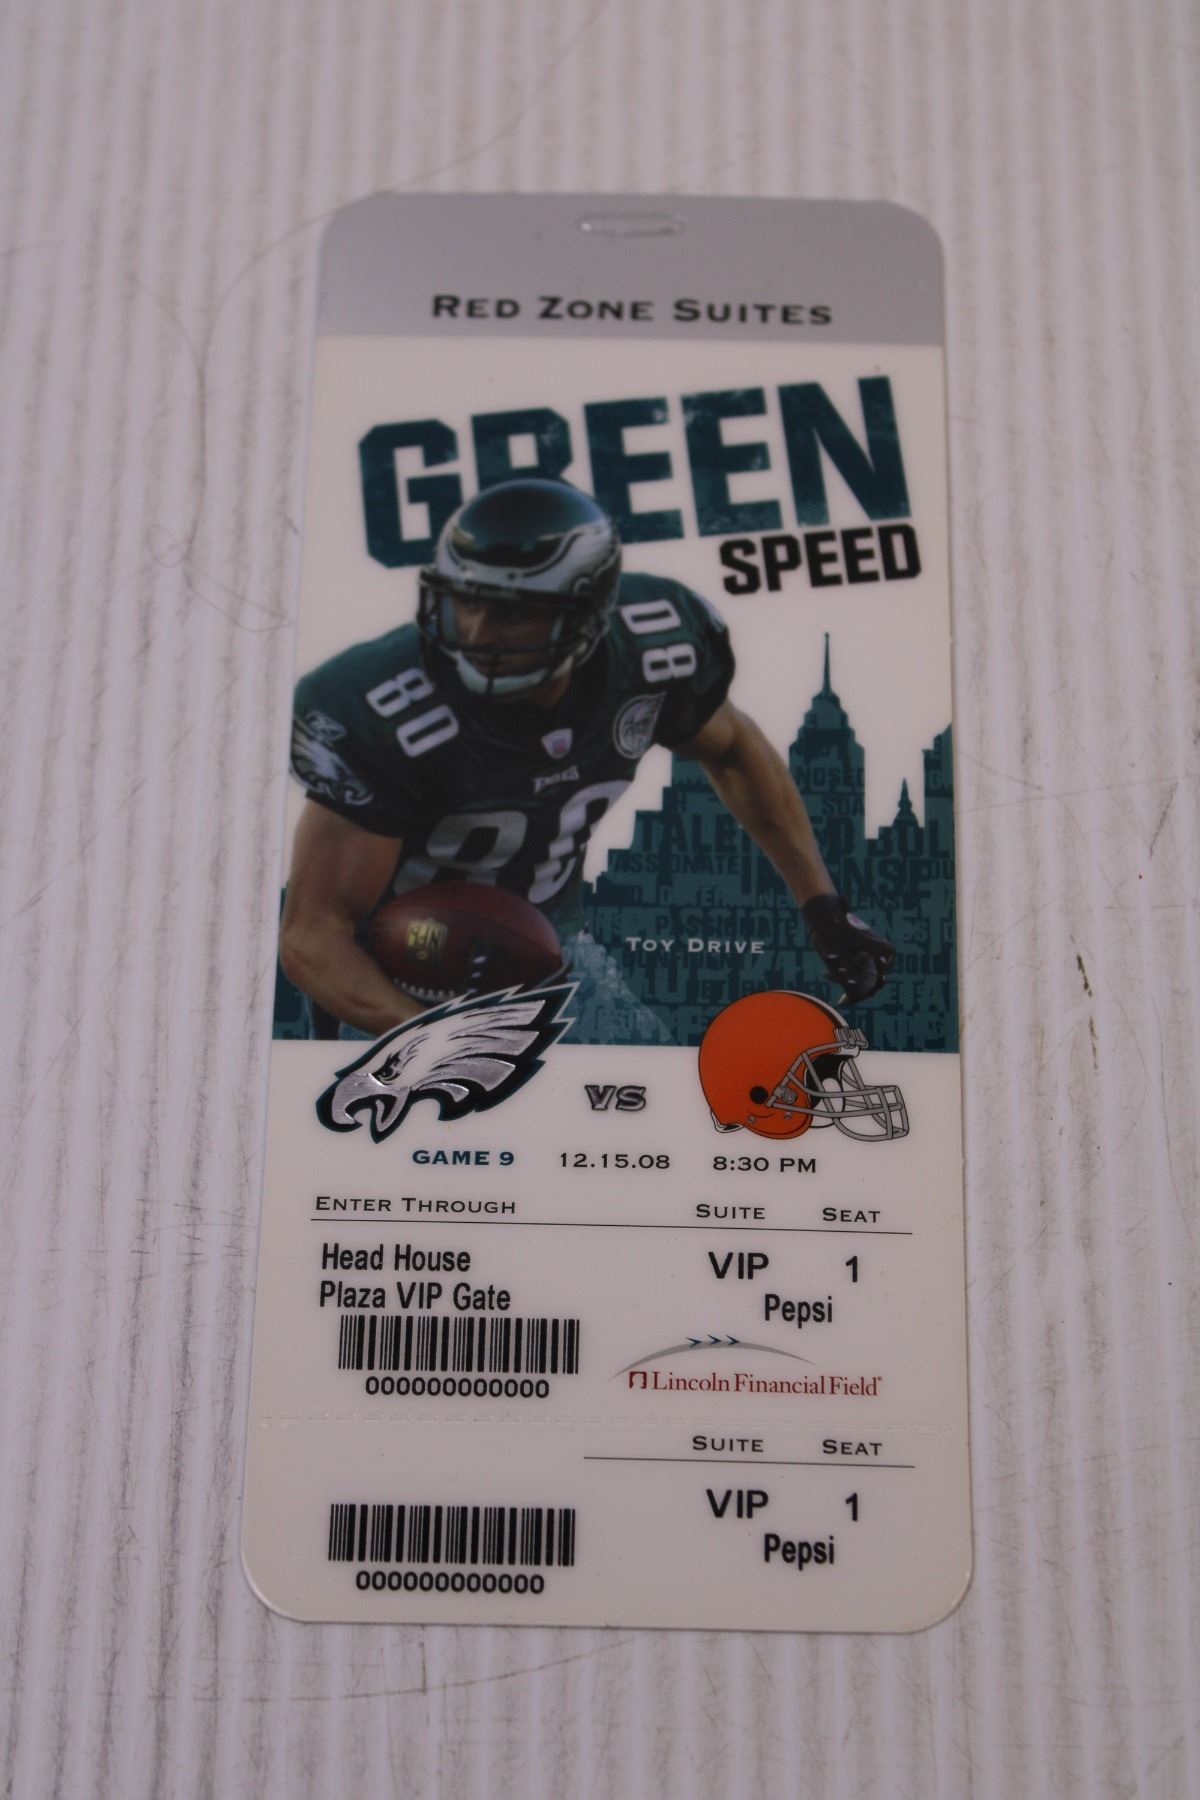 RED ZONE SUITES
GREEN
SPEED
80
80
EAGLES
80
NFL
TOY DRIVE
VS
GAME 9 12.15.08 8:30 PM
ENTER THROUGH SUITE SEAT
Head House VIP 1
Plaza VIP Gate Pepsi
000000000000
Lincoln Financial Field
SUITE SEAT
VIP 1
Pepsi
000000000000